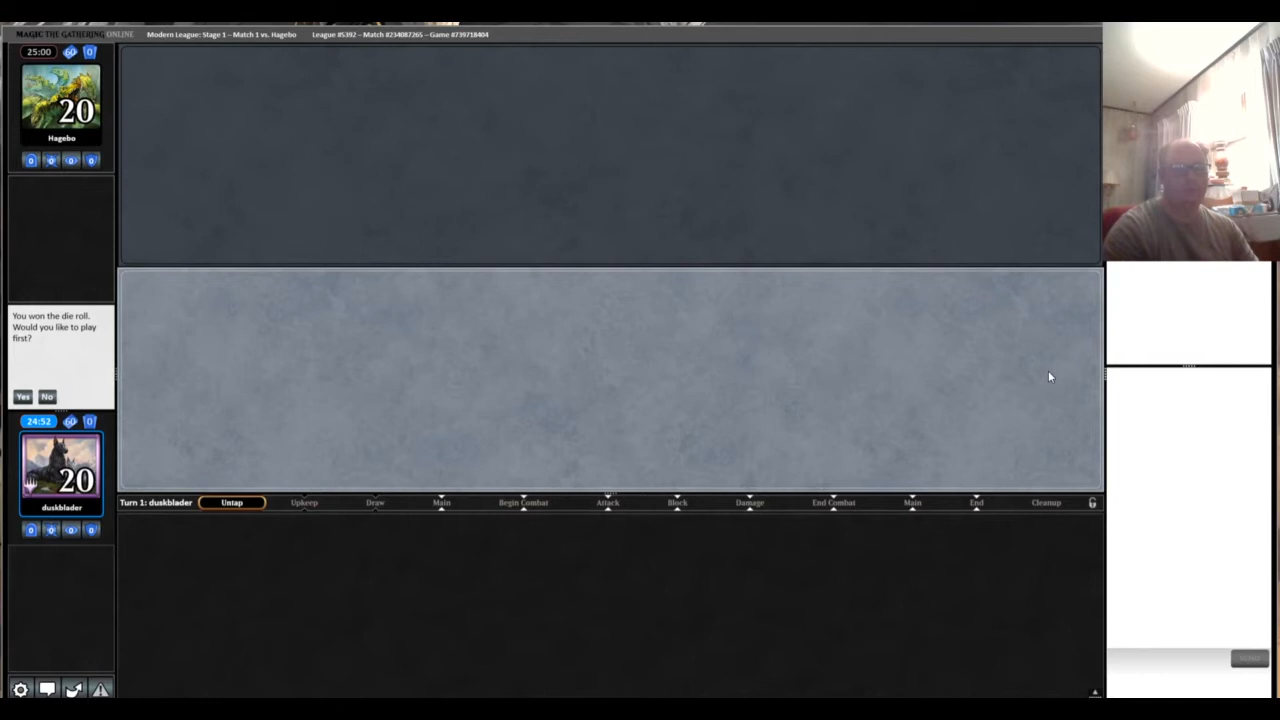 MAGIC THE GATHERING ONLINE Modern League: Stage 1 – Match 1 vs. Hagebo League #5392 – Match #234087265 – Game #739718404
25:00 60 0
20
Hagebo
0 0 0 0
You won the die roll.
Would you like to play
first?
Yes No
24:52 60 0
20
duskblader
Turn 1: duskblader Untap Upkeep Draw Main Begin Combat Attack Block Damage End Combat Main End Cleanup
0 0 0 0